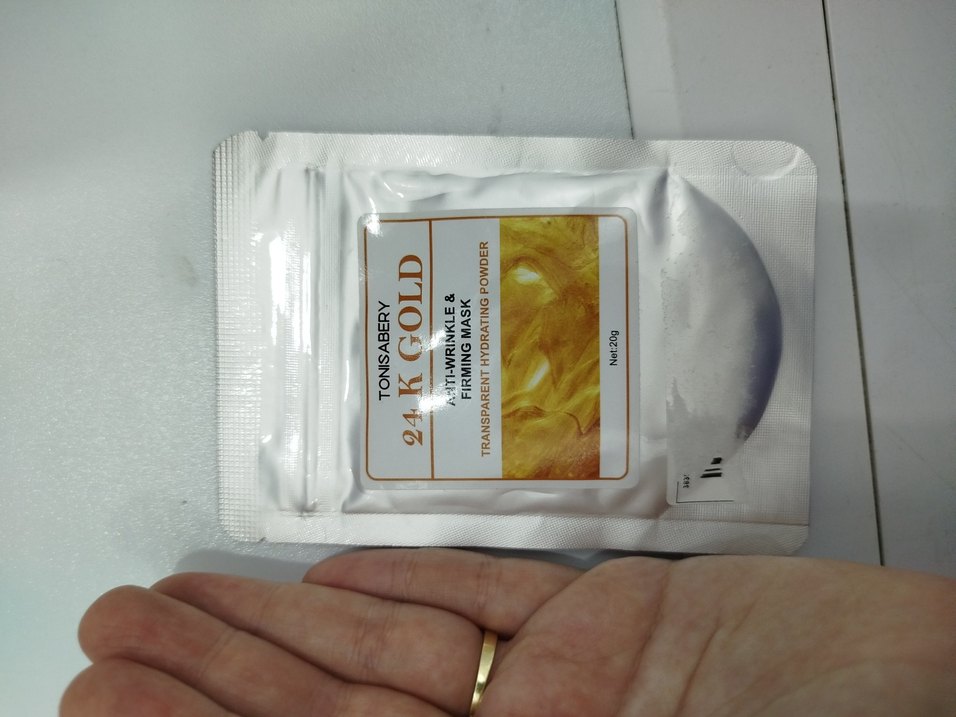 TONISABERY
24 K GOLD
ANTI-WRINKLE &
FIRMING MASK
TRANSPARENT HYDRATING POWDER
Net:20g